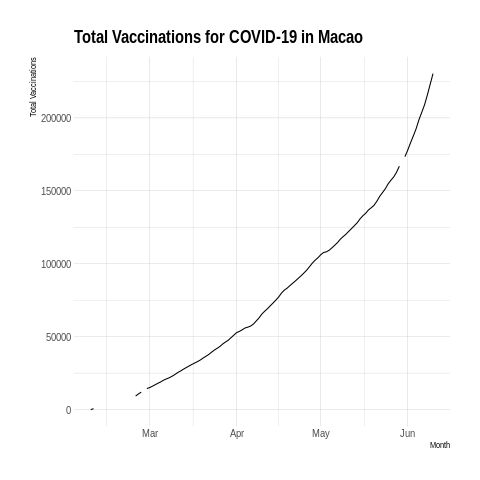 Total Vaccinations for COVID-19 in Macao
Total Vaccinations
200000
150000
100000
50000
0
Mar Apr May Jun
Month